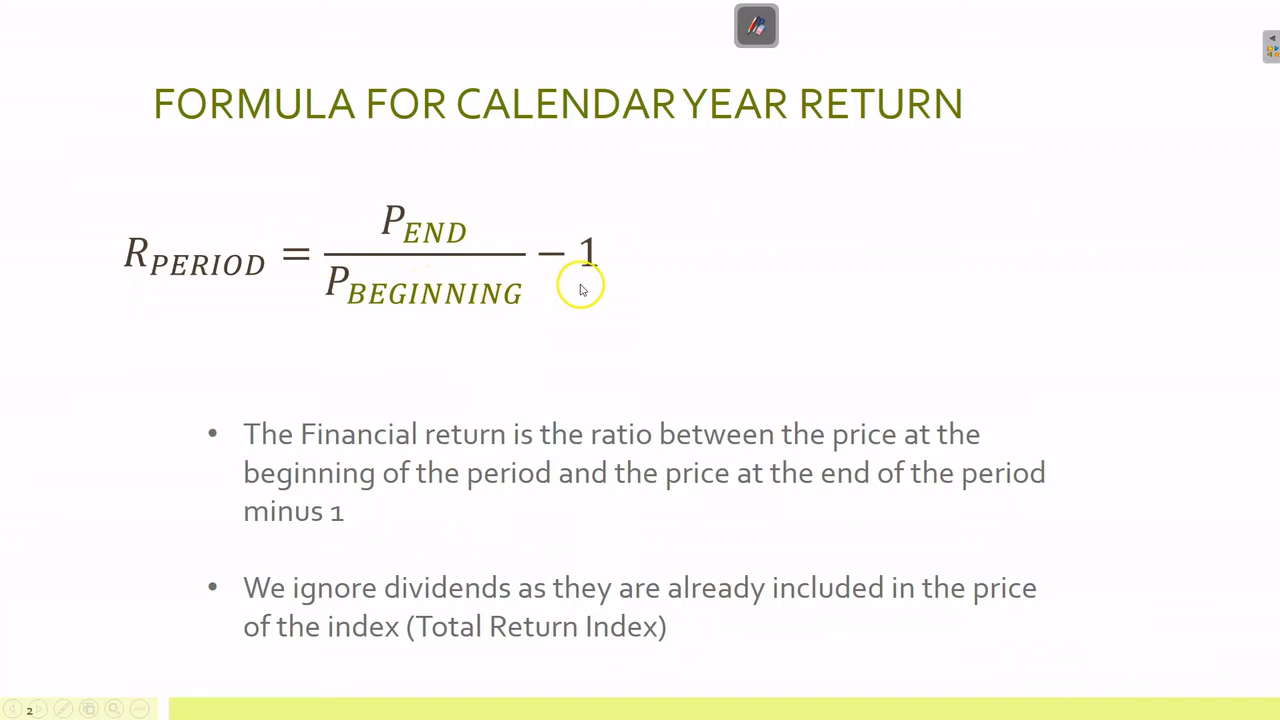 FORMULA FOR CALENDAR YEAR RETURN
R_PERIOD = P_END / P_BEGINNING − 1
• The Financial return is the ratio between the price at the
beginning of the period and the price at the end of the period
minus 1
• We ignore dividends as they are already included in the price
of the index (Total Return Index)
2